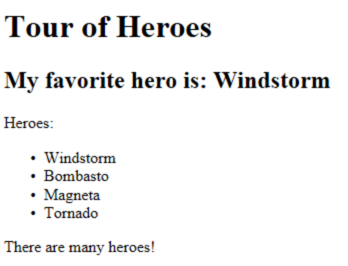 Tour of Heroes
My favorite hero is: Windstorm
Heroes:
• Windstorm
• Bombasto
• Magneta
• Tornado
There are many heroes!